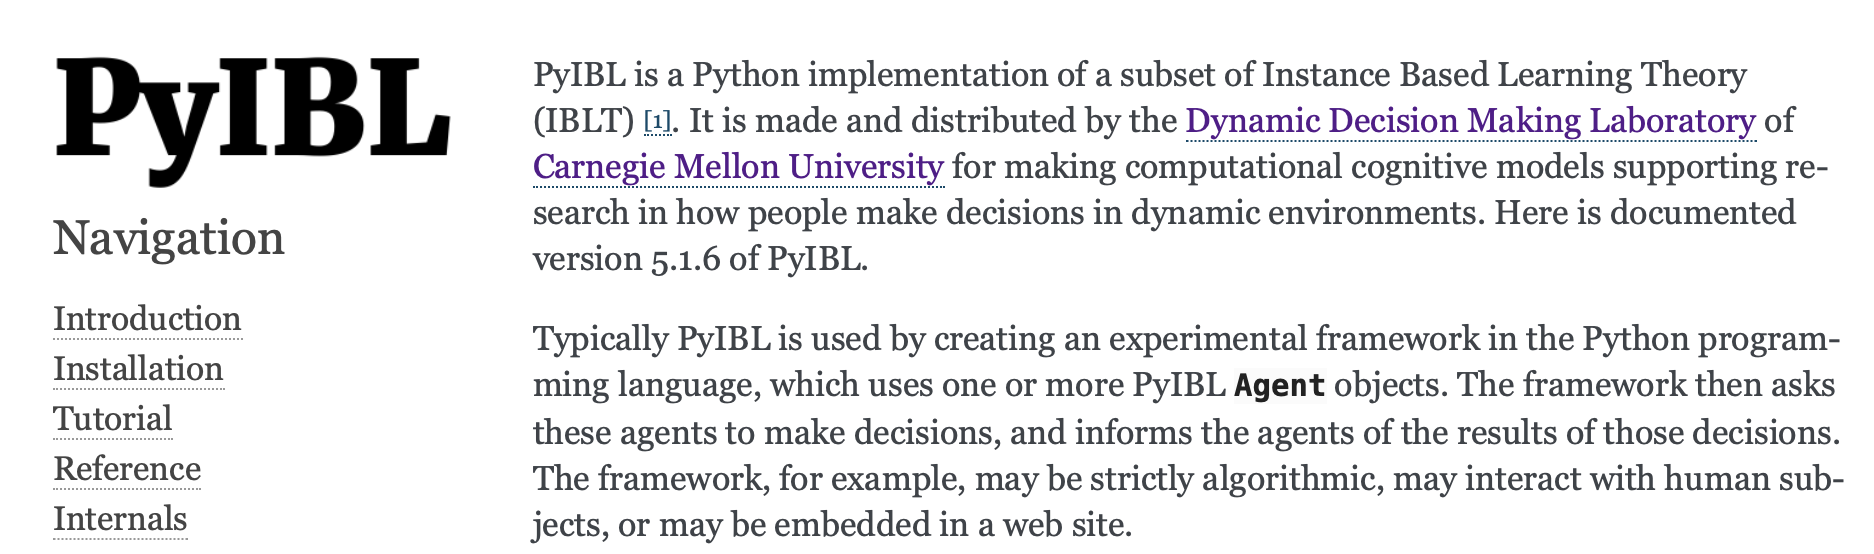 PyIBL
Navigation
Introduction
Installation
Tutorial
Reference
Internals
PyIBL is a Python implementation of a subset of Instance Based Learning Theory
(IBLT) [1]. It is made and distributed by the Dynamic Decision Making Laboratory of
Carnegie Mellon University for making computational cognitive models supporting re-
search in how people make decisions in dynamic environments. Here is documented
version 5.1.6 of PyIBL.
Typically PyIBL is used by creating an experimental framework in the Python program-
ming language, which uses one or more PyIBL Agent objects. The framework then asks
these agents to make decisions, and informs the agents of the results of those decisions.
The framework, for example, may be strictly algorithmic, may interact with human sub-
jects, or may be embedded in a web site.